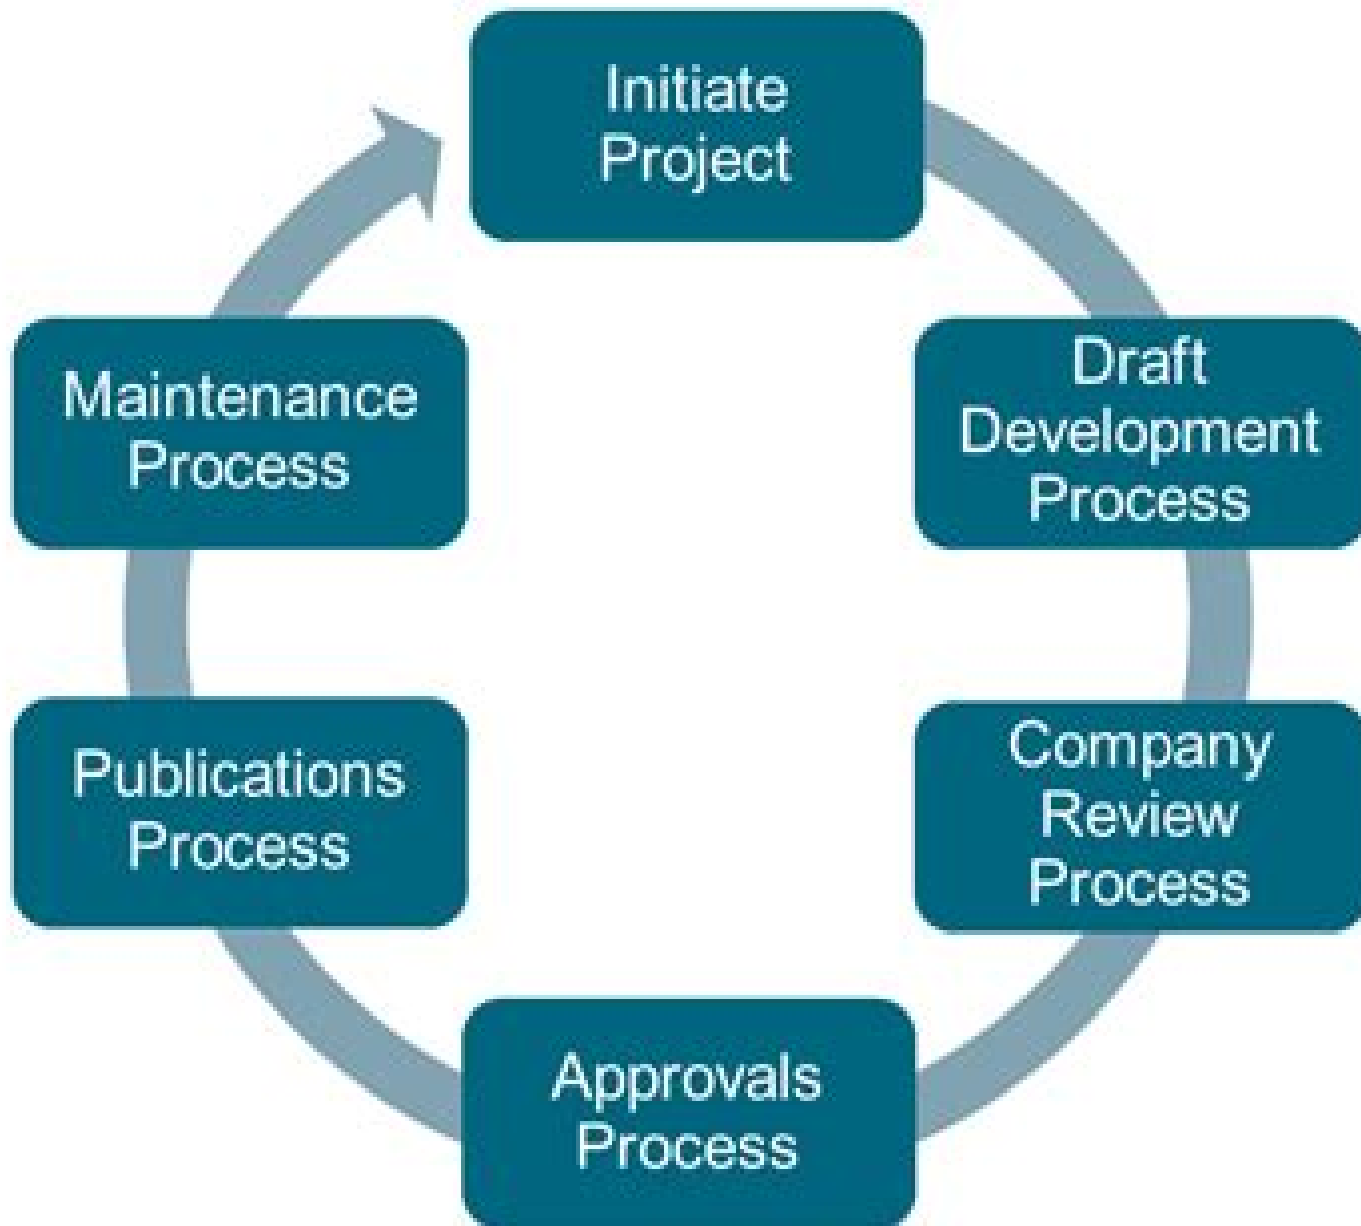 Initiate
Project
Draft
Development
Process
Company
Review
Process
Approvals
Process
Publications
Process
Maintenance
Process